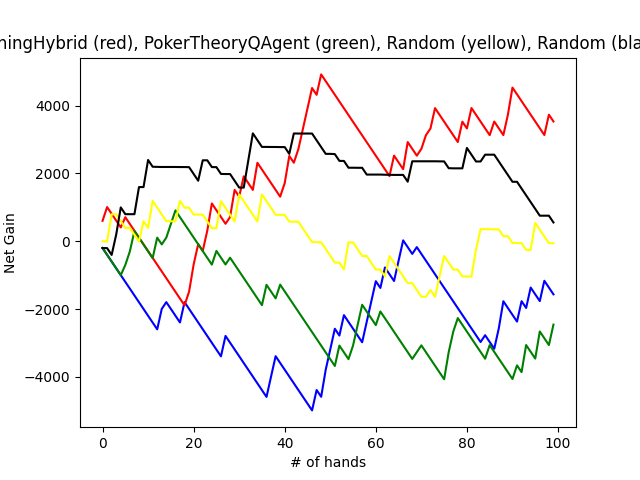 ningHybrid (red), PokerTheoryQAgent (green), Random (yellow), Random (bla
4000
2000
0
−2000
−4000
Net Gain
0 20 40 60 80 100
# of hands